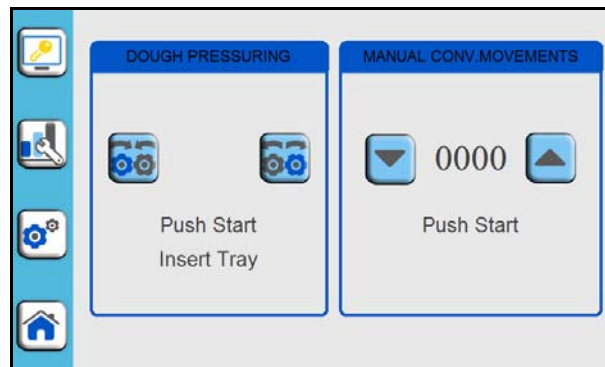 DOUGH PRESSURING
MANUAL CONV.MOVEMENTS
0000
Push Start
Insert Tray
Push Start